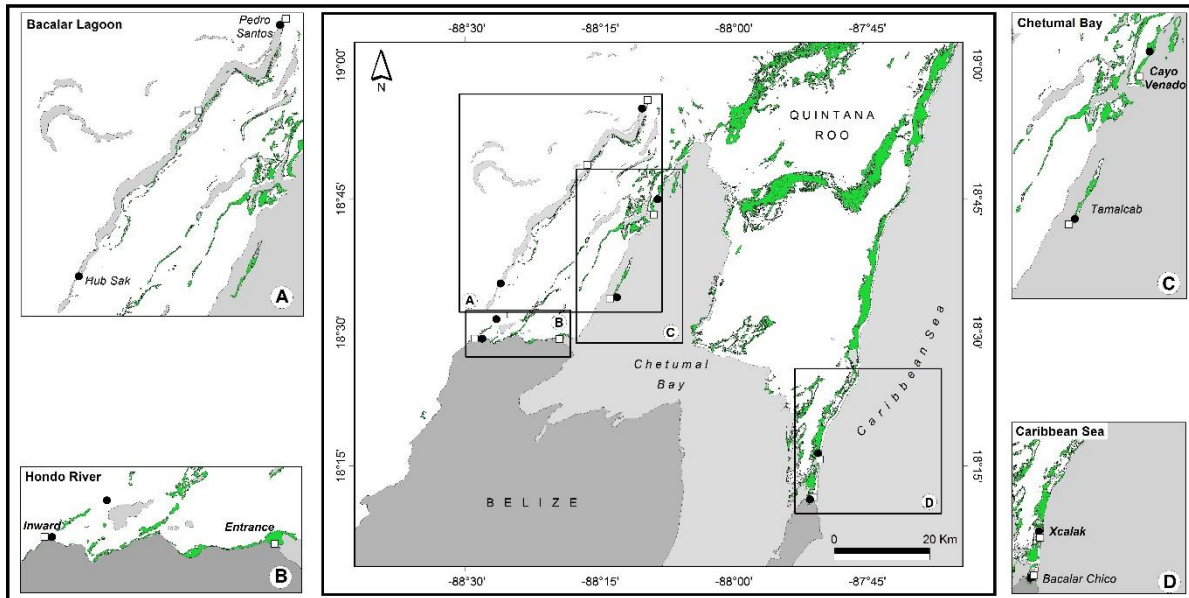 Bacalar Lagoon
Pedro
Santos
Hub Sak
A
Hondo River
Inward
Entrance
B
-88°30'
-88°15'
-88°00'
-87°45'
19°00'
18°45'
18°30'
18°15'
N
QUINTANA
ROO
A
B
C
Chetumal
Bay
Caribbean Sea
BELIZE
D
0
20 Km
-88°30'
-88°15'
-88°00'
-87°45'
19°00'
18°45'
18°30'
18°15'
Chetumal Bay
Cayo
Venado
Tamalcab
C
Caribbean Sea
Xcalak
Bacalar Chico
D